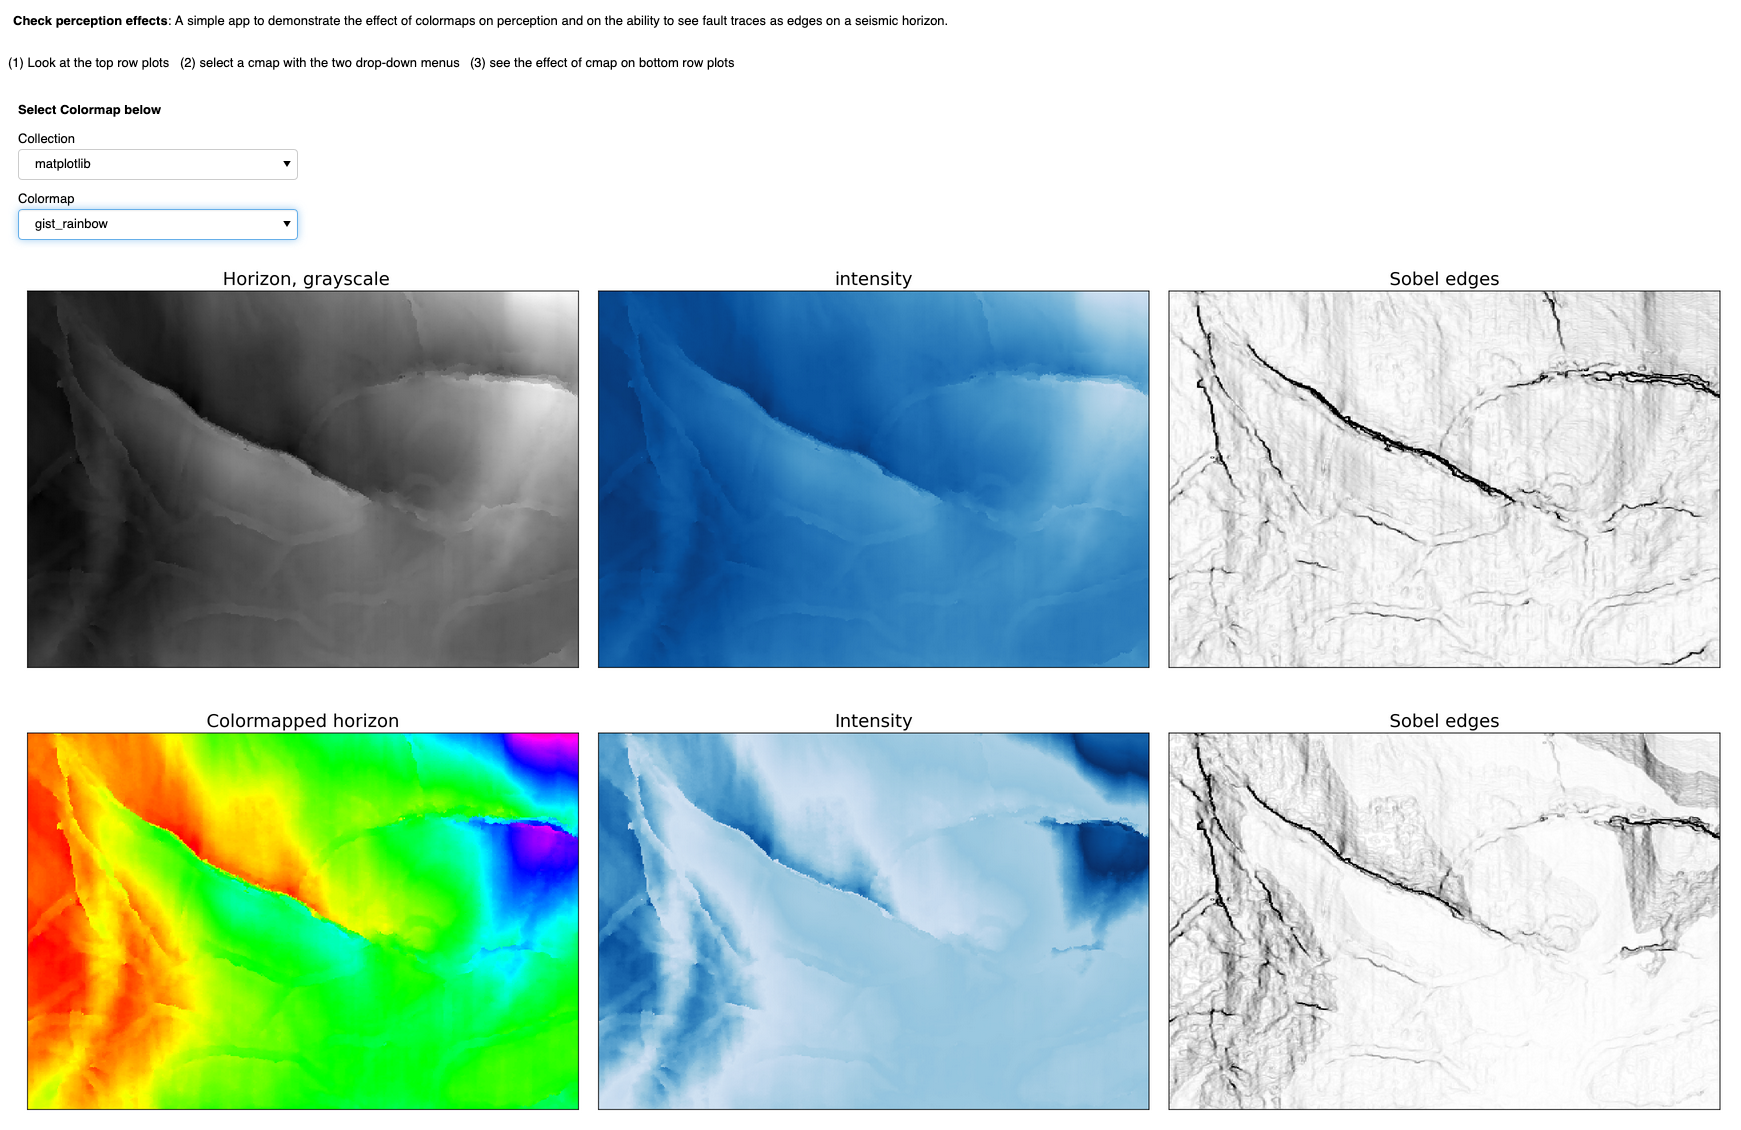 Check perception effects: A simple app to demonstrate the effect of colormaps on perception and on the ability to see fault traces as edges on a seismic horizon.
(1) Look at the top row plots (2) select a cmap with the two drop-down menus (3) see the effect of cmap on bottom row plots
Select Colormap below
Collection
matplotlib
Colormap
gist_rainbow
Horizon, grayscale
intensity
Sobel edges
Colormapped horizon
Intensity
Sobel edges